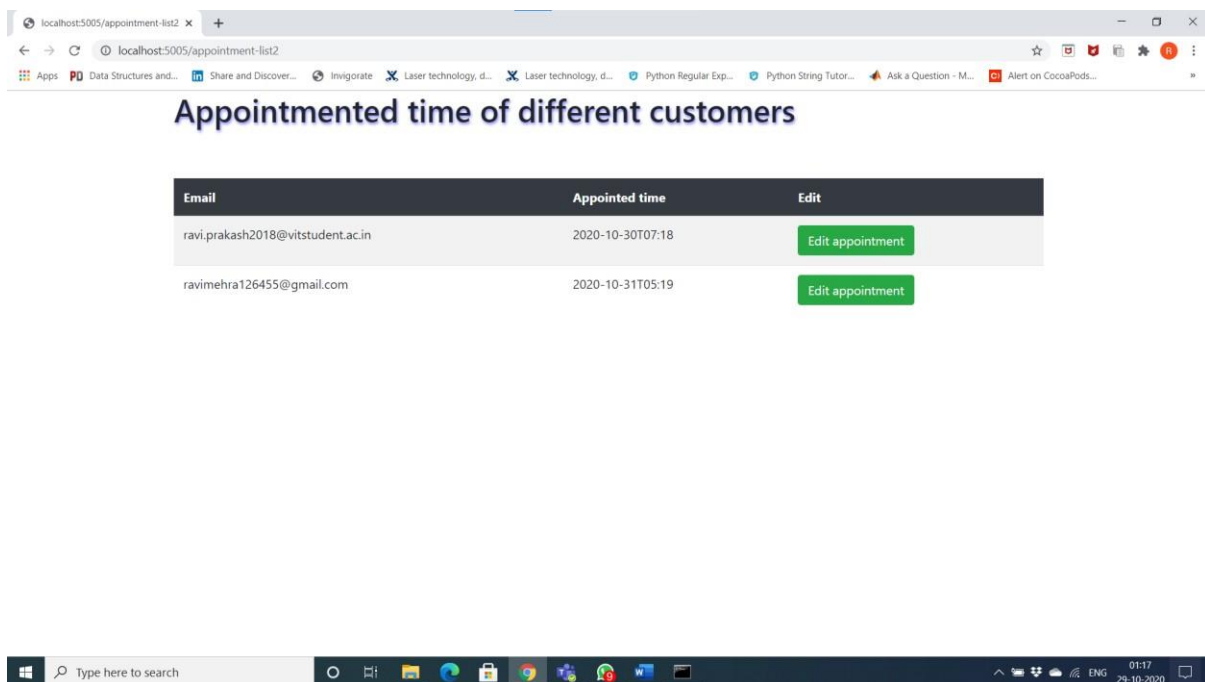 localhost:5005/appointment-list2
localhost:5005/appointment-list2
Apps PD Data Structures and... in Share and Discover... Invigorate Laser technology, d... Laser technology, d... Python Regular Exp... Python String Tutor... Ask a Question - M... Alert on CocoaPods... »
Appointmented time of different customers
Email Appointed time Edit
ravi.prakash2018@vitstudent.ac.in 2020-10-30T07:18 Edit appointment
ravimehra126455@gmail.com 2020-10-31T05:19 Edit appointment
Type here to search ENG 01:17
29-10-2020